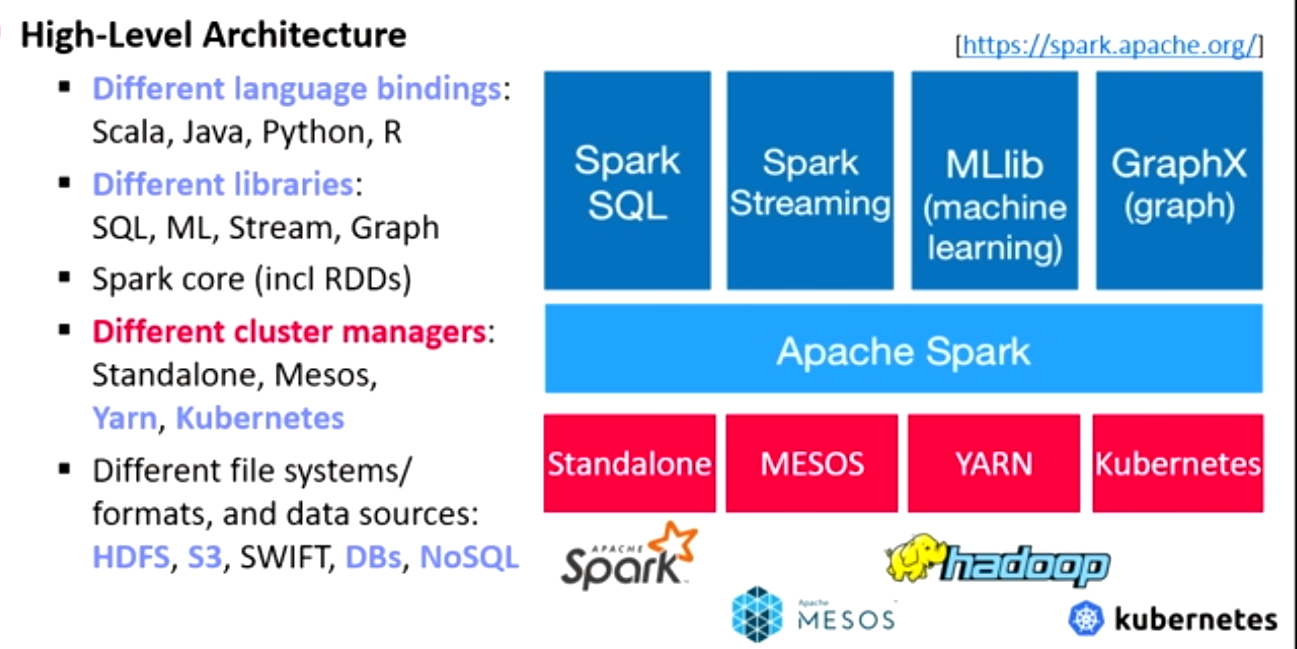 High-Level Architecture
[https://spark.apache.org/]
▪ Different language bindings:
Scala, Java, Python, R
▪ Different libraries:
SQL, ML, Stream, Graph
▪ Spark core (incl RDDs)
▪ Different cluster managers:
Standalone, Mesos,
Yarn, Kubernetes
▪ Different file systems/
formats, and data sources:
HDFS, S3, SWIFT, DBs, NoSQL
Spark
SQL
Spark
Streaming
MLlib
(machine
learning)
GraphX
(graph)
Apache Spark
Standalone
MESOS
YARN
Kubernetes
APACHE
Spark
hadoop
Apache
MESOS
kubernetes